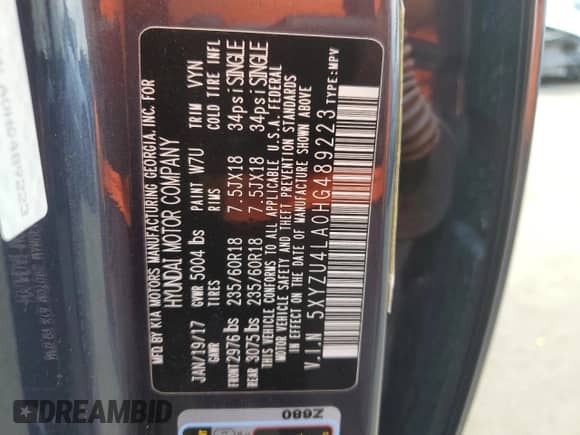 MFD BY KIA MOTORS MANUFACTURING GEORGIA, INC. FOR
HYUNDAI MOTOR COMPANY
JAN/19/17 GVWR 5004 lbs PAINT W7U TRIM VYN
GAWR TIRES RIMS COLD TIRE INFL
FRONT 2976 lbs 235/60R18 7.5JX18 34psi SINGLE
REAR 3075 lbs 235/60R18 7.5JX18 34psi SINGLE
THIS VEHICLE CONFORMS TO ALL APPLICABLE U.S.A. FEDERAL
MOTOR VEHICLE SAFETY AND THEFT PREVENTION STANDARDS
IN EFFECT ON THE DATE OF MANUFACTURE SHOWN ABOVE
V.I.N 5XYZU4LA0HG489223 TYPE:MPV
Z680
DREAMBID